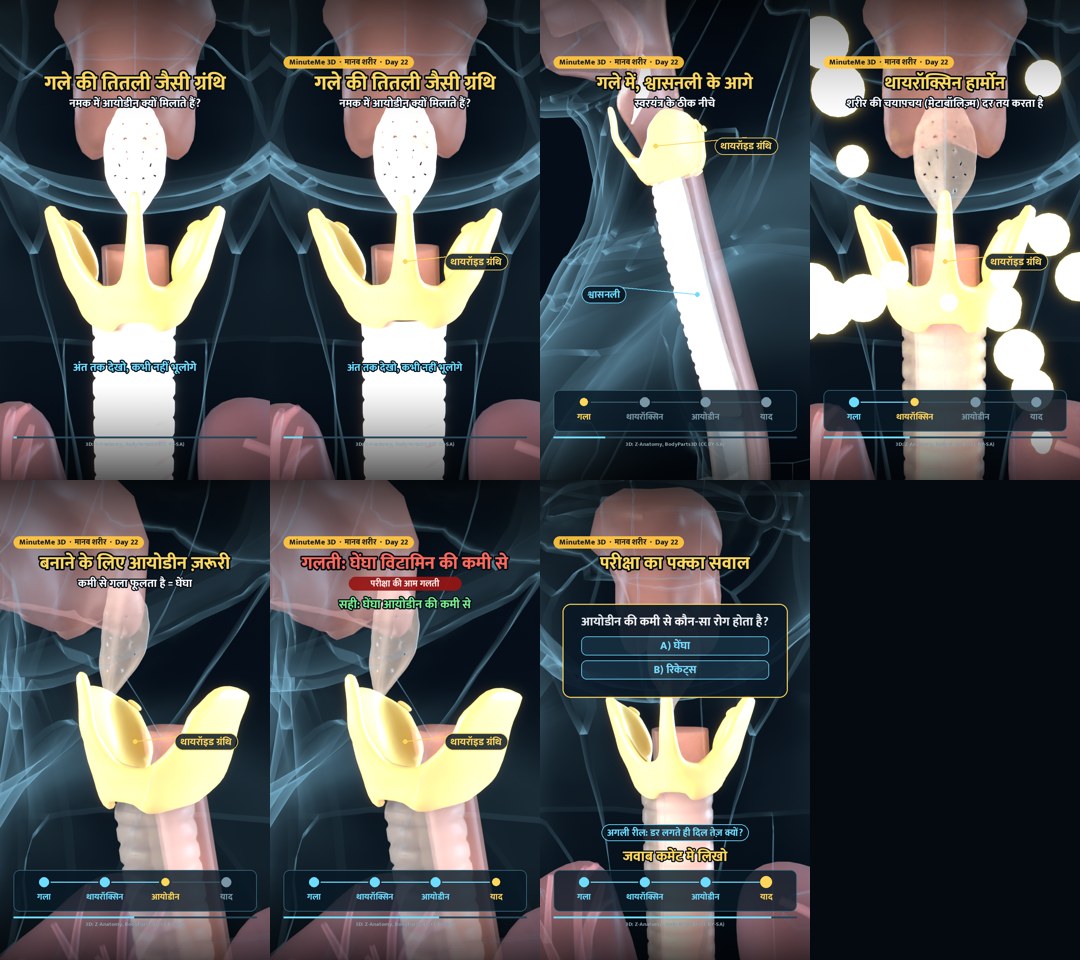 गले की तितली जैसी ग्रंथि
नमक में आयोडीन क्यों मिलाते हैं?
अंत तक देखो, कभी नहीं भूलोगे
MinuteMe 3D • मानव शरीर • Day 22
गले की तितली जैसी ग्रंथि
नमक में आयोडीन क्यों मिलाते हैं?
थायरॉइड ग्रंथि
अंत तक देखो, कभी नहीं भूलोगे
MinuteMe 3D • मानव शरीर • Day 22
गले में, श्वासनली के आगे
स्वरयंत्र के ठीक नीचे
थायरॉइड ग्रंथि
श्वासनली
गला थायरॉक्सिन आयोडीन याद
3D: Z-Anatomy, BodyParts3D
MinuteMe 3D • मानव शरीर • Day 22
थायरॉक्सिन हार्मोन
शरीर की चयापचय (मेटाबॉलिज़्म) दर तय करता है
थायरॉइड ग्रंथि
गला थायरॉक्सिन आयोडीन याद
MinuteMe 3D • मानव शरीर • Day 22
बनाने के लिए आयोडीन ज़रूरी
कमी से गला फूलता है = घेंघा
थायरॉइड ग्रंथि
गला थायरॉक्सिन आयोडीन याद
MinuteMe 3D • मानव शरीर • Day 22
गलती: घेंघा विटामिन की कमी से
परीक्षा की आम गलती
सही: घेंघा आयोडीन की कमी से
थायरॉइड ग्रंथि
गला थायरॉक्सिन आयोडीन याद
MinuteMe 3D • मानव शरीर • Day 22
परीक्षा का पक्का सवाल
आयोडीन की कमी से कौन-सा रोग होता है?
A) घेंघा
B) रिकेट्स
अगली रील: डर लगते ही दिल तेज़ क्यों?
जवाब कमेंट में लिखो
गला थायरॉक्सिन आयोडीन याद